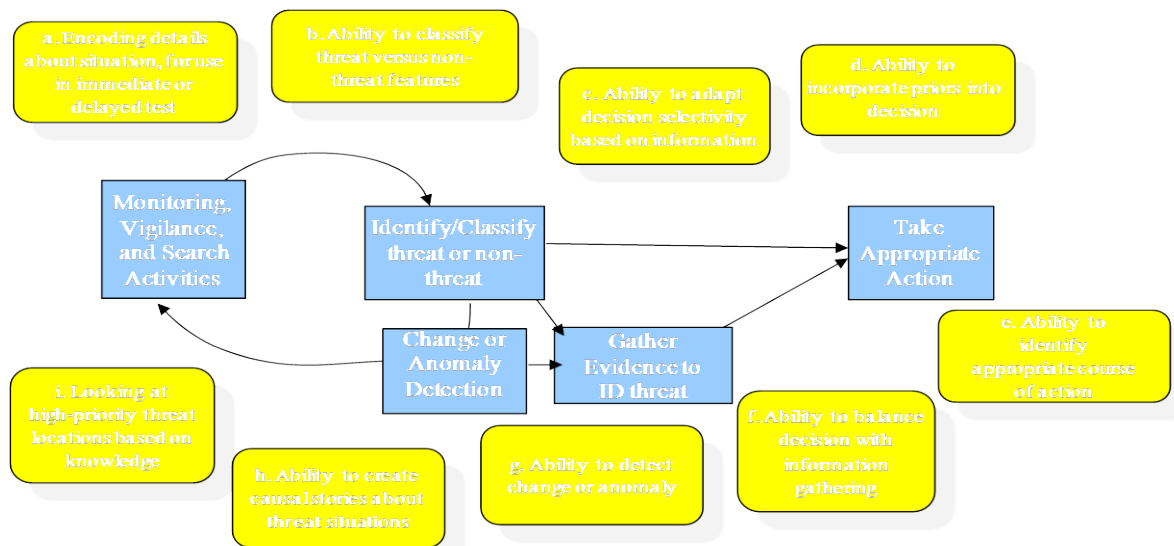 a. Encoding details
about situation, for use
in immediate or
delayed test
b. Ability to classify
threat versus non-
threat features
c. Ability to adapt
decision selectivity
based on information
d. Ability to
incorporate priors into
decision
Monitoring,
Vigilance,
and Search
Activities
Identify/Classify
threat or non-
threat
Take
Appropriate
Action
Change or
Anomaly
Detection
Gather
Evidence to
ID threat
e. Ability to
identify
appropriate course
of action
i. Looking at
high-priority threat
locations based on
knowledge
h. Ability to create
causal stories about
threat situations
g. Ability to detect
change or anomaly
f. Ability to balance
decision with
information
gathering